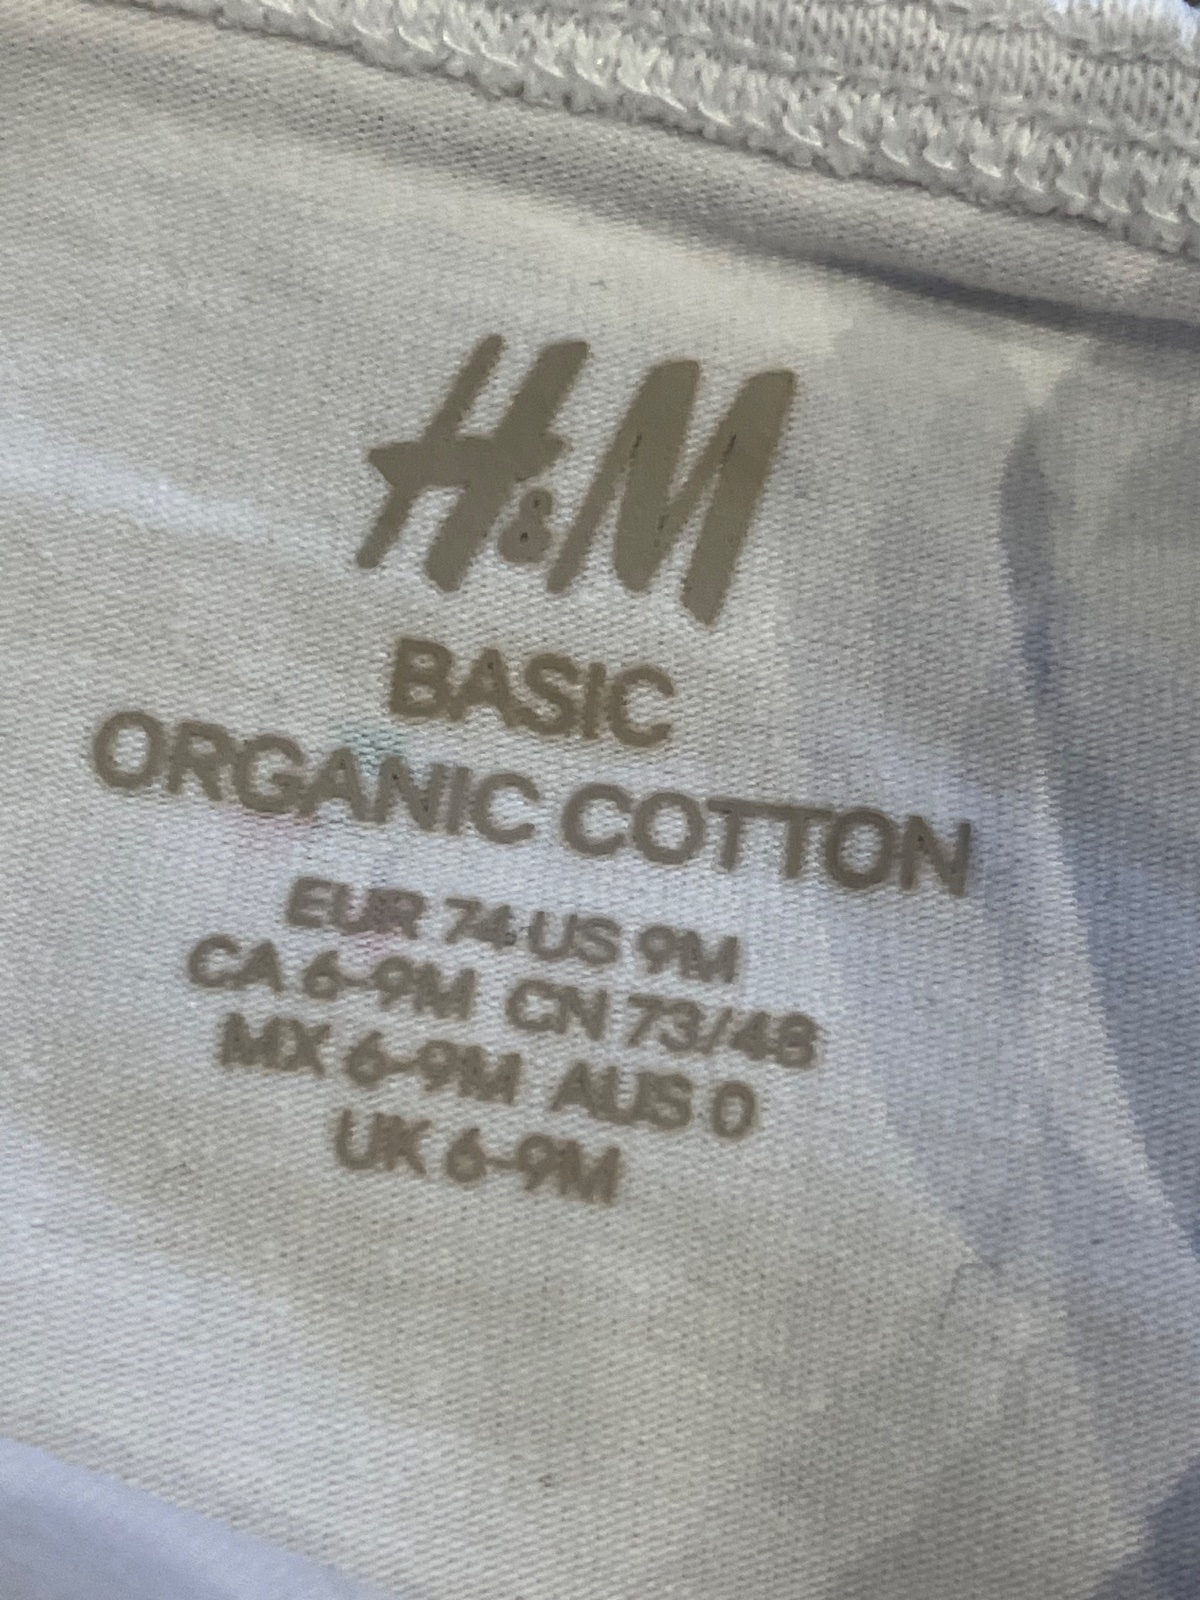 H&M
BASIC
ORGANIC COTTON
EUR 74 US 9M
CA 6-9M CN 73/48
MX 6-9M AUS 0
UK 6-9M